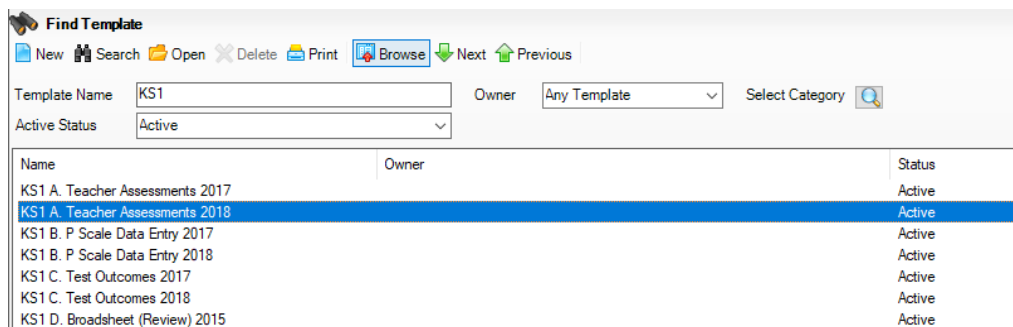 Find Template
New Search Open Delete Print Browse Next Previous
Template Name KS1 Owner Any Template Select Category
Active Status Active
Name Owner Status
KS1 A. Teacher Assessments 2017 Active
KS1 A. Teacher Assessments 2018 Active
KS1 B. P Scale Data Entry 2017 Active
KS1 B. P Scale Data Entry 2018 Active
KS1 C. Test Outcomes 2017 Active
KS1 C. Test Outcomes 2018 Active
KS1 D. Broadsheet (Review) 2015 Active